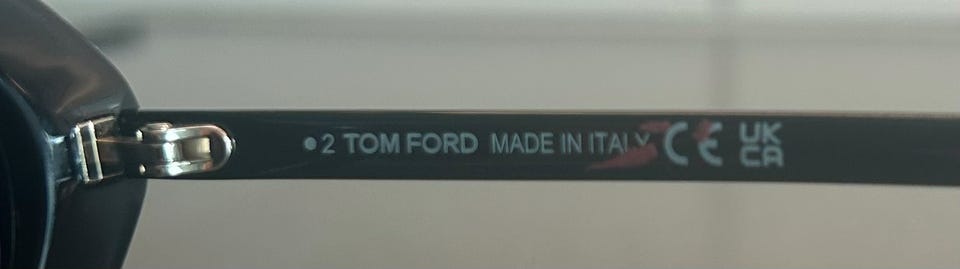 •2 TOM FORD MADE IN ITALY CE UK
CA